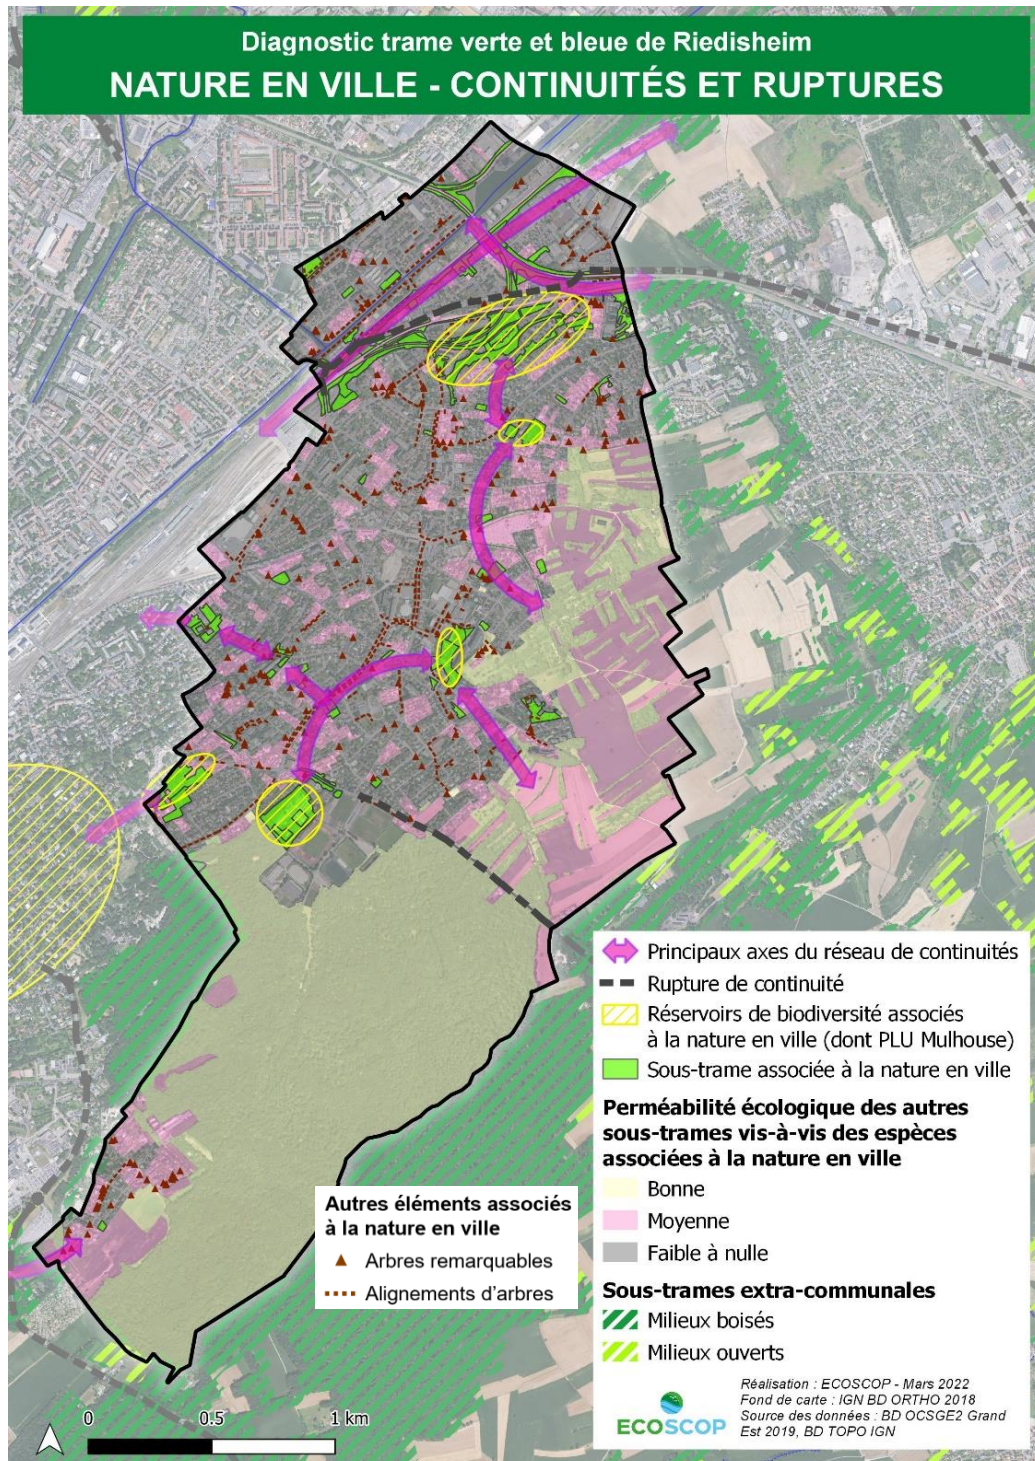 Diagnostic trame verte et bleue de Riedisheim
NATURE EN VILLE - CONTINUITÉS ET RUPTURES
Principaux axes du réseau de continuités
Rupture de continuité
Réservoirs de biodiversité associés
à la nature en ville (dont PLU Mulhouse)
Sous-trame associée à la nature en ville
Perméabilité écologique des autres
sous-trames vis-à-vis des espèces
associées à la nature en ville
Bonne
Moyenne
Faible à nulle
Sous-trames extra-communales
Milieux boisés
Milieux ouverts
Autres éléments associés
à la nature en ville
Arbres remarquables
Alignements d'arbres
Réalisation : ECOSCOP - Mars 2022
Fond de carte : IGN BD ORTHO 2018
Source des données : BD OCSGE2 Grand
Est 2019, BD TOPO IGN
ECOSCOP
0 0.5 1 km